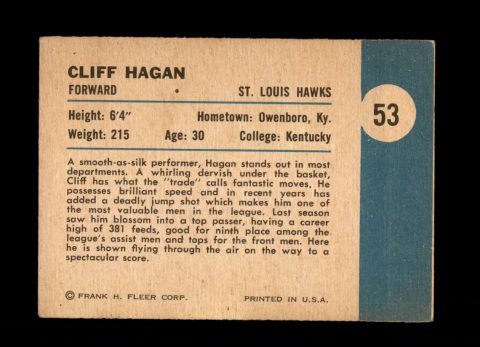 CLIFF HAGAN
FORWARD
ST. LOUIS HAWKS
53
Height: 6'4" Hometown: Owenboro, Ky.
Weight: 215 Age: 30 College: Kentucky
A smooth-as-silk performer, Hagan stands out in most
departments. A whirling dervish under the basket,
Cliff has what the "trade" calls fantastic moves. He
possesses brilliant speed and in recent years has
added a deadly jump shot which makes him one of
the most valuable men in the league. Last season
saw him blossom into a top passer, having a career
high of 381 feeds, good for ninth place among the
league's assist men and tops for the front men. Here
he is shown flying through the air on the way to a
spectacular score.
© FRANK H. FLEER CORP. PRINTED IN U.S.A.